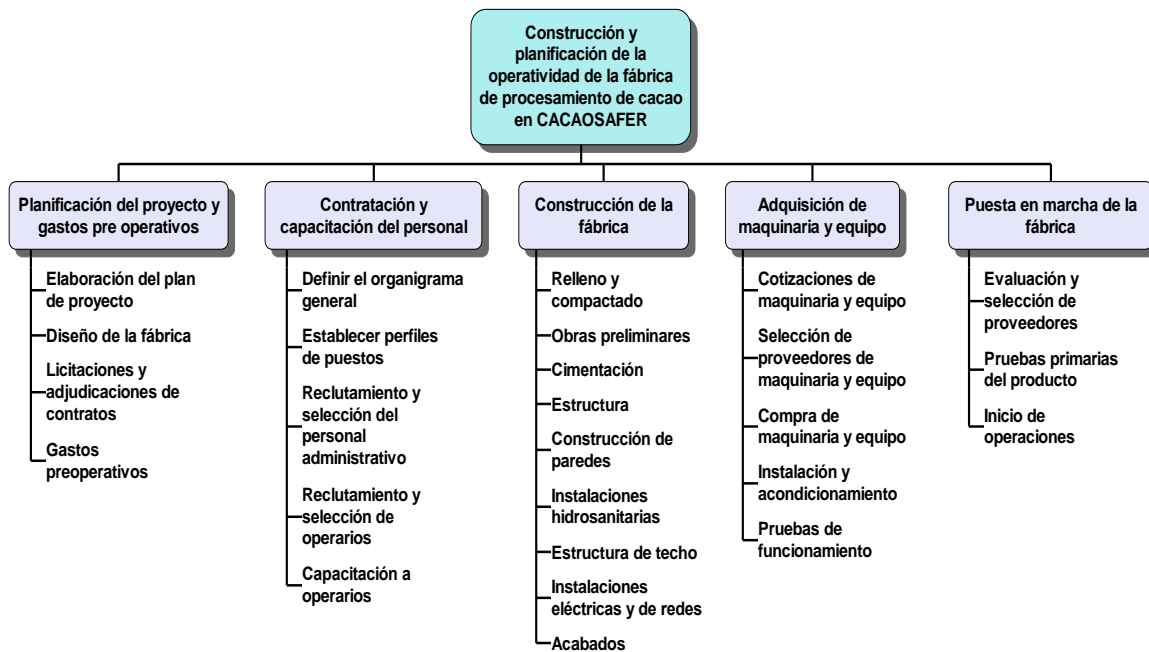 Construcción y
planificación de la
operatividad de la fábrica
de procesamiento de cacao
en CACAOSAFER
Planificación del proyecto y
gastos pre operativos
Elaboración del plan
de proyecto
Diseño de la fábrica
Licitaciones y
adjudicaciones de
contratos
Gastos
preoperativos
Contratación y
capacitación del personal
Definir el organigrama
general
Establecer perfiles
de puestos
Reclutamiento y
selección del
personal
administrativo
Reclutamiento y
selección de
operarios
Capacitación a
operarios
Construcción de la
fábrica
Relleno y
compactado
Obras preliminares
Cimentación
Estructura
Construcción de
paredes
Instalaciones
hidrosanitarias
Estructura de techo
Instalaciones
eléctricas y de redes
Acabados
Adquisición de
maquinaria y equipo
Cotizaciones de
maquinaria y equipo
Selección de
proveedores de
maquinaria y equipo
Compra de
maquinaria y equipo
Instalación y
acondicionamiento
Pruebas de
funcionamiento
Puesta en marcha de la
fábrica
Evaluación y
selección de
proveedores
Pruebas primarias
del producto
Inicio de
operaciones